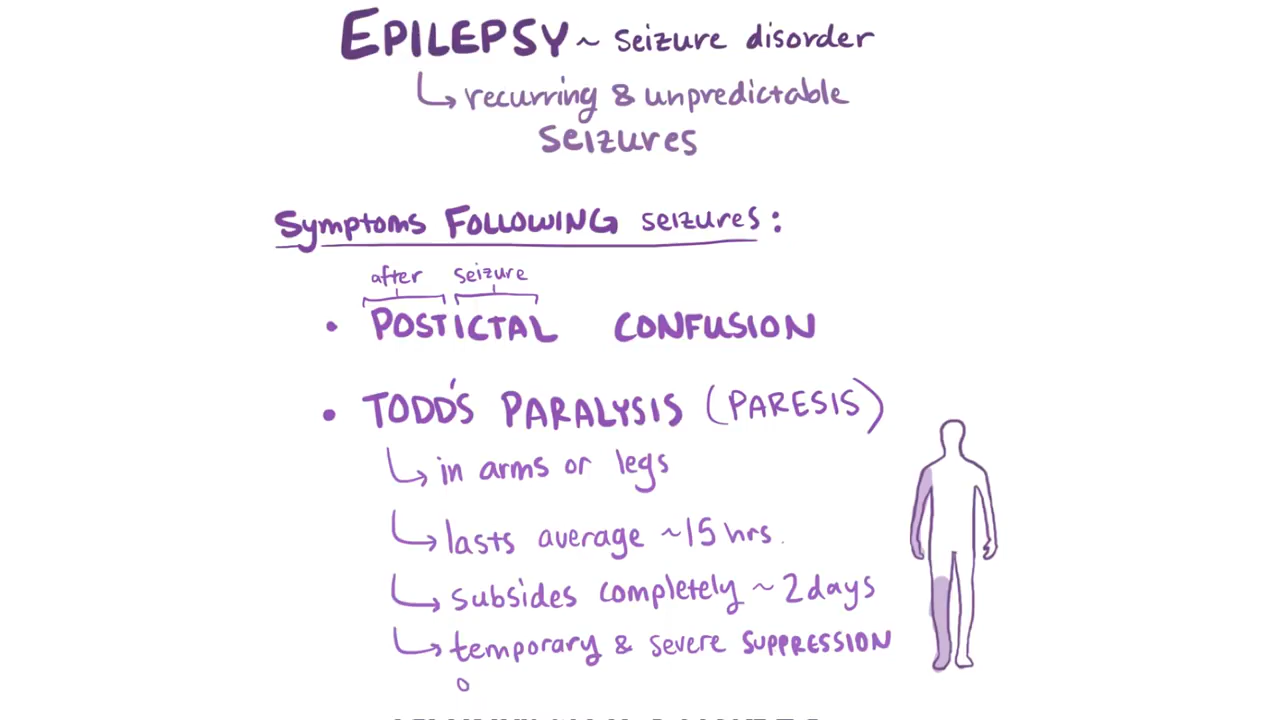 EPILEPSY ~ seizure disorder
recurring & unpredictable
seizures
Symptoms FOLLOWING seizures:
after seizure
• POSTICTAL CONFUSION
• TODD'S PARALYSIS (PARESIS)
in arms or legs
lasts average ~15 hrs.
subsides completely ~ 2 days
temporary & severe SUPPRESSION
o